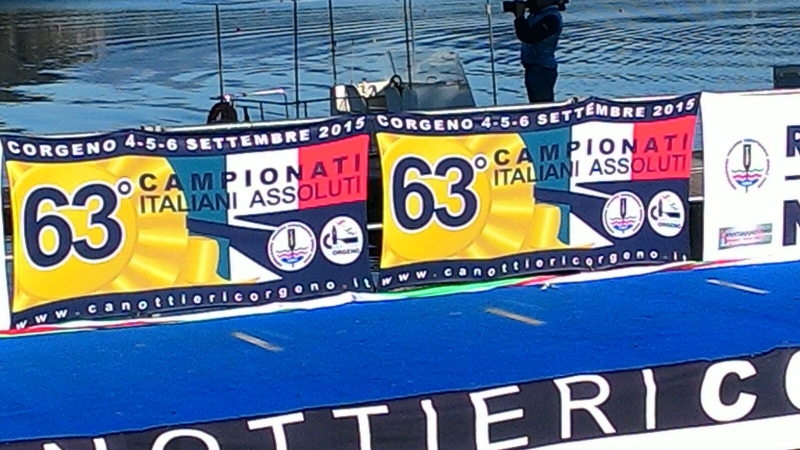 CORGENO 4-5-6 SETTEMBRE 2015
63° CAMPIONATI
ITALIANI ASSOLUTI
CORGENO
www.canottiericorgeno.it
CORGENO 4-5-6 SETTEMBRE 2015
63° CAMPIONATI
ITALIANI ASSOLUTI
www.canottiericorgeno.it
R
N
NOTTIERI CO